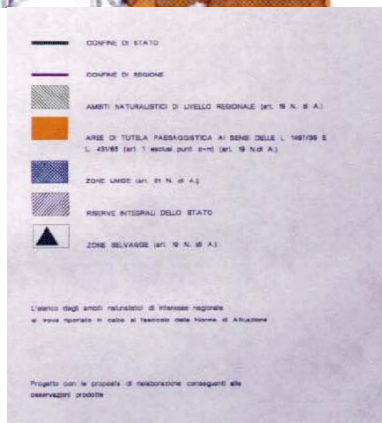 CONFINE DI STATO
CONFINE DI REGIONE
AMBITI NATURALISTICI DI LIVELLO REGIONALE (art. 19 N. di A.)
AREE DI TUTELA PAESAGGISTICA AI SENSI DELLE L. 1497/39 E
L. 431/85 (art. 1 esclusi punti o-m) (art. 19 N.di A.)
ZONE UMIDE (art. 21 N. di A.)
RISERVE INTEGRALI DELLO STATO
ZONE SELVAGGE (art. 19 N. di A.)
L'elenco degli ambiti naturalistici di interesse regionale
si trova riportato in calce al fascicolo delle Norme di Attuazione
Progetto con le proposte di rielaborazione conseguenti alle
osservazioni prodotte